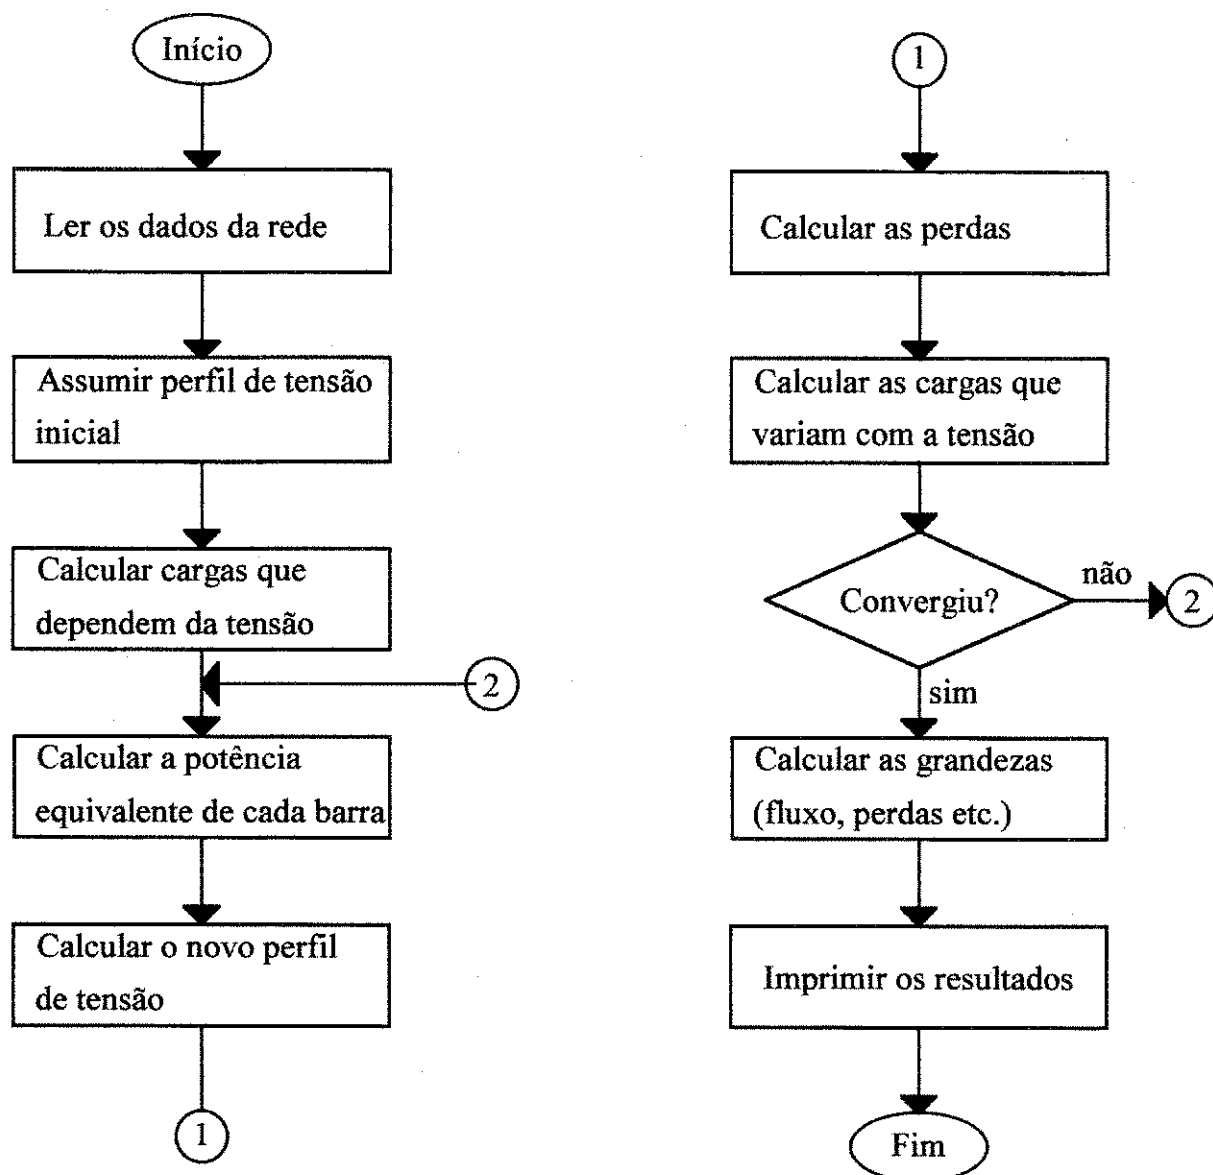 Início
Ler os dados da rede
Assumir perfil de tensão
inicial
Calcular cargas que
dependem da tensão
2
Calcular a potência
equivalente de cada barra
Calcular o novo perfil
de tensão
1
1
Calcular as perdas
Calcular as cargas que
variam com a tensão
Convergiu?
não
2
sim
Calcular as grandezas
(fluxo, perdas etc.)
Imprimir os resultados
Fim